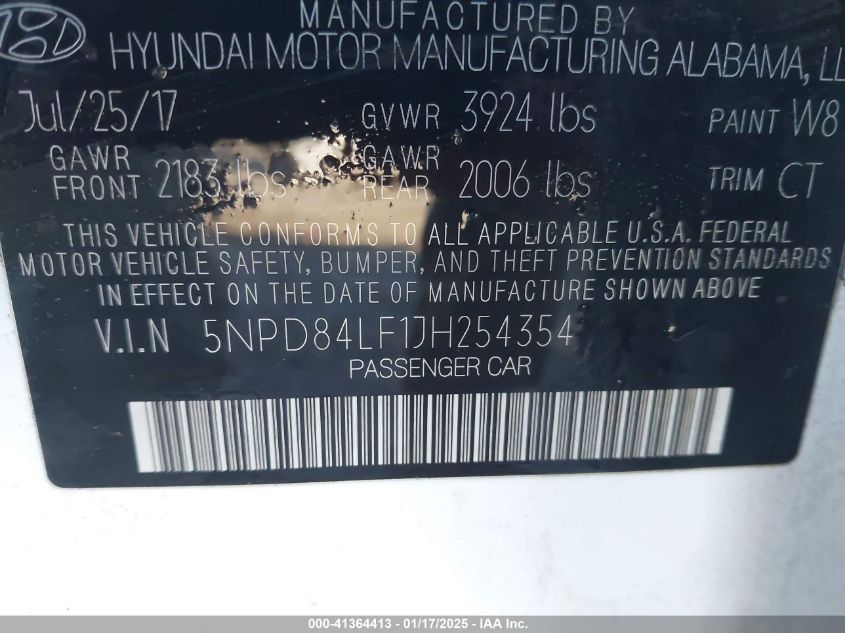 MANUFACTURED BY
HYUNDAI MOTOR MANUFACTURING ALABAMA, LL
Jul/25/17 GVWR 3924 lbs PAINT W8
GAWR FRONT 2183 lbs GAWR REAR 2006 lbs TRIM CT
THIS VEHICLE CONFORMS TO ALL APPLICABLE U.S.A. FEDERAL
MOTOR VEHICLE SAFETY, BUMPER, AND THEFT PREVENTION STANDARDS
IN EFFECT ON THE DATE OF MANUFACTURE SHOWN ABOVE
V.I.N 5NPD84LF1JH254354
PASSENGER CAR
000-41364413 - 01/17/2025 - IAA Inc.